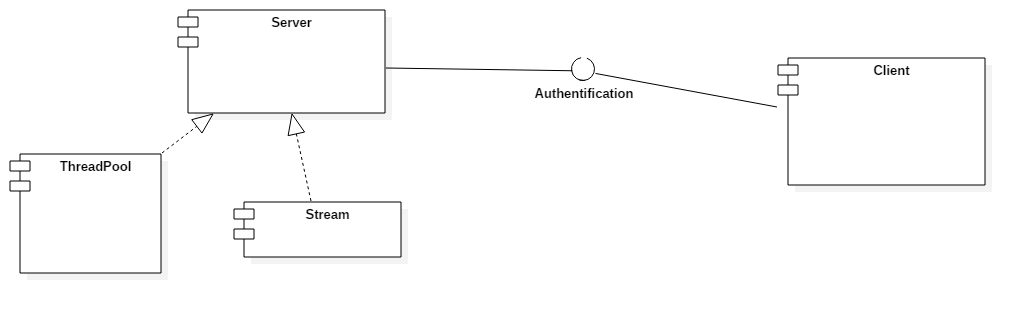 Server
Client
Authentification
ThreadPool
Stream